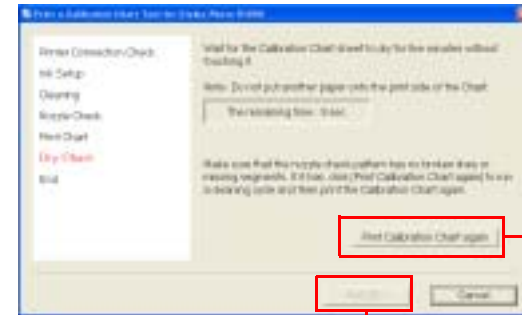 Print a Calibration Chart Tool for
Printer Connection Check
Ink Setup
Cleaning
Nozzle Check
Print Chart
Dry Chart
End
Wait for the Calibration Chart sheet to dry for five minutes without
touching it.
Note: Do not put another paper onto the print side of the Chart.
The remaining time : 0 sec
Make sure that the nozzle check pattern has no broken lines or
missing segments. If it has, click [Print Calibration Chart again] to run
a cleaning cycle and then print the Calibration Chart again.
Print Calibration Chart again
Cancel